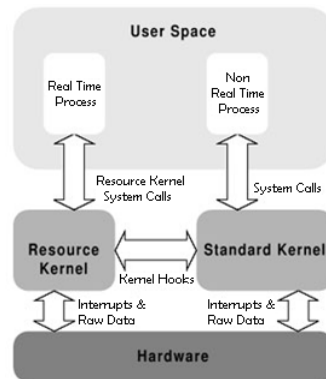 User Space
Real Time
Process
Non
Real Time
Process
Resource Kernel
System Calls
System Calls
Resource
Kernel
Standard Kernel
Kernel Hooks
Interrupts &
Raw Data
Interrupts &
Raw Data
Hardware